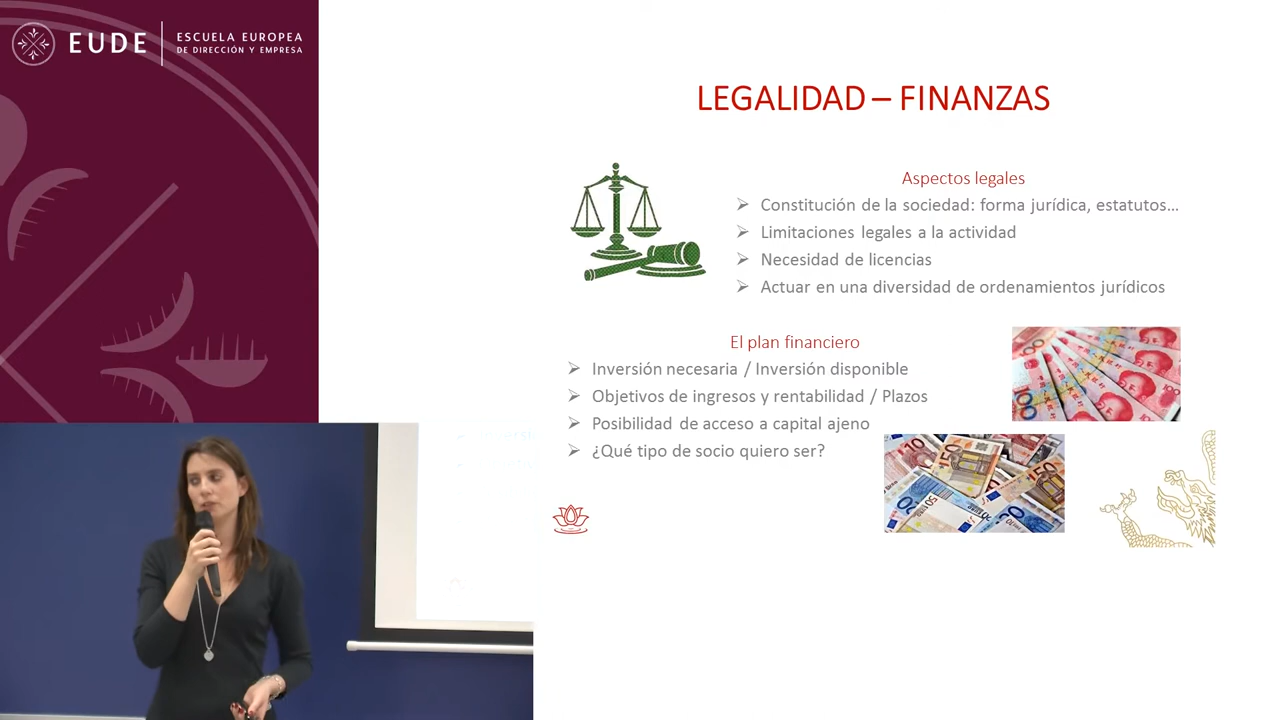 EUDE
ESCUELA EUROPEA
DE DIRECCIÓN Y EMPRESA
LEGALIDAD – FINANZAS
Aspectos legales
Constitución de la sociedad: forma jurídica, estatutos...
Limitaciones legales a la actividad
Necesidad de licencias
Actuar en una diversidad de ordenamientos jurídicos
El plan financiero
Inversión necesaria / Inversión disponible
Objetivos de ingresos y rentabilidad / Plazos
Posibilidad de acceso a capital ajeno
¿Qué tipo de socio quiero ser?